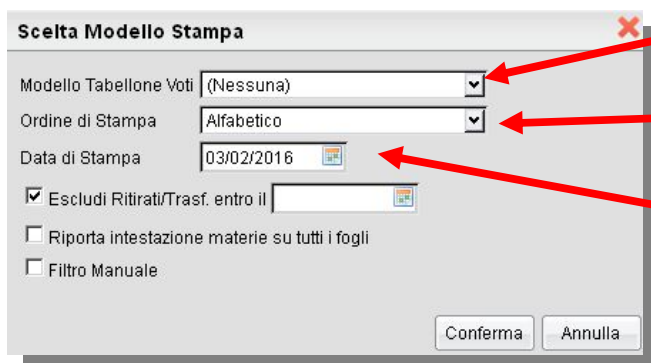 Scelta Modello Stampa
Modello Tabellone Voti (Nessuna)
Ordine di Stampa Alfabetico
Data di Stampa 03/02/2016
Escludi Ritirati/Trasf. entro il
Riporta intestazione materie su tutti i fogli
Filtro Manuale
Conferma Annulla